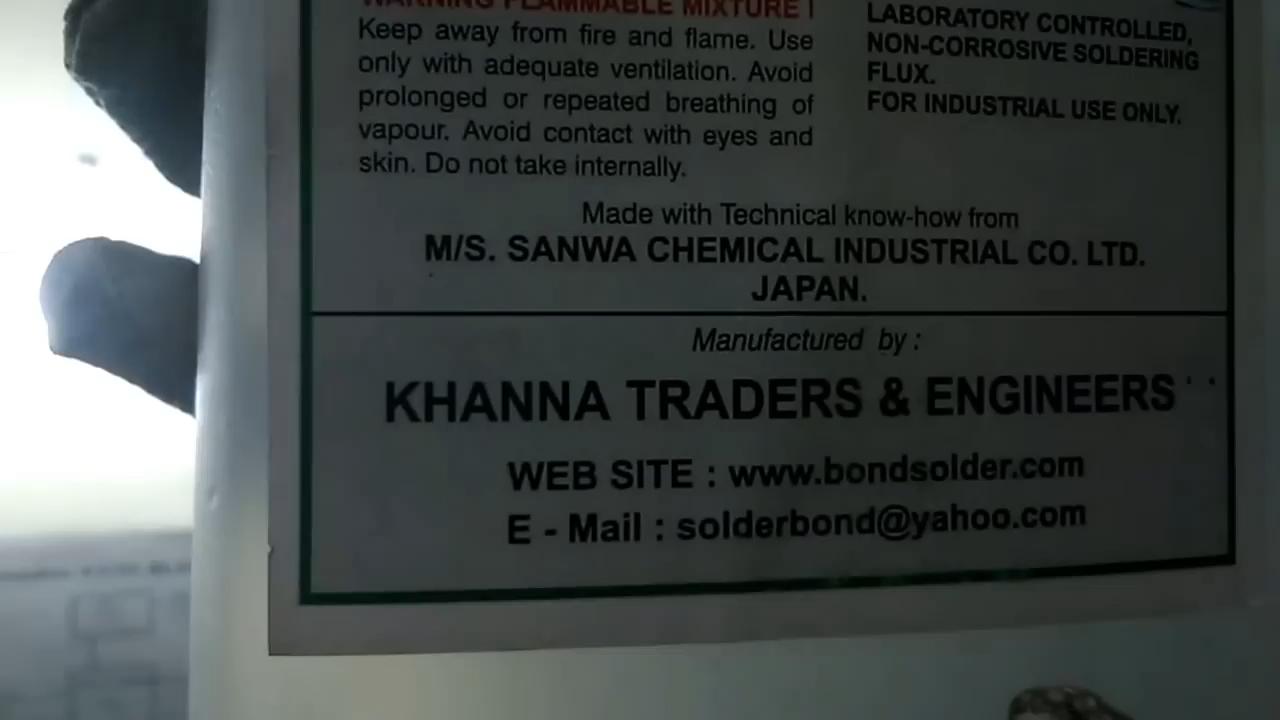 WARNING FLAMMABLE MIXTURE !
Keep away from fire and flame. Use
only with adequate ventilation. Avoid
prolonged or repeated breathing of
vapour. Avoid contact with eyes and
skin. Do not take internally.
LABORATORY CONTROLLED,
NON-CORROSIVE SOLDERING
FLUX.
FOR INDUSTRIAL USE ONLY.
Made with Technical know-how from
M/S. SANWA CHEMICAL INDUSTRIAL CO. LTD.
JAPAN.
Manufactured by :
KHANNA TRADERS & ENGINEERS
WEB SITE : www.bondsolder.com
E - Mail : solderbond@yahoo.com